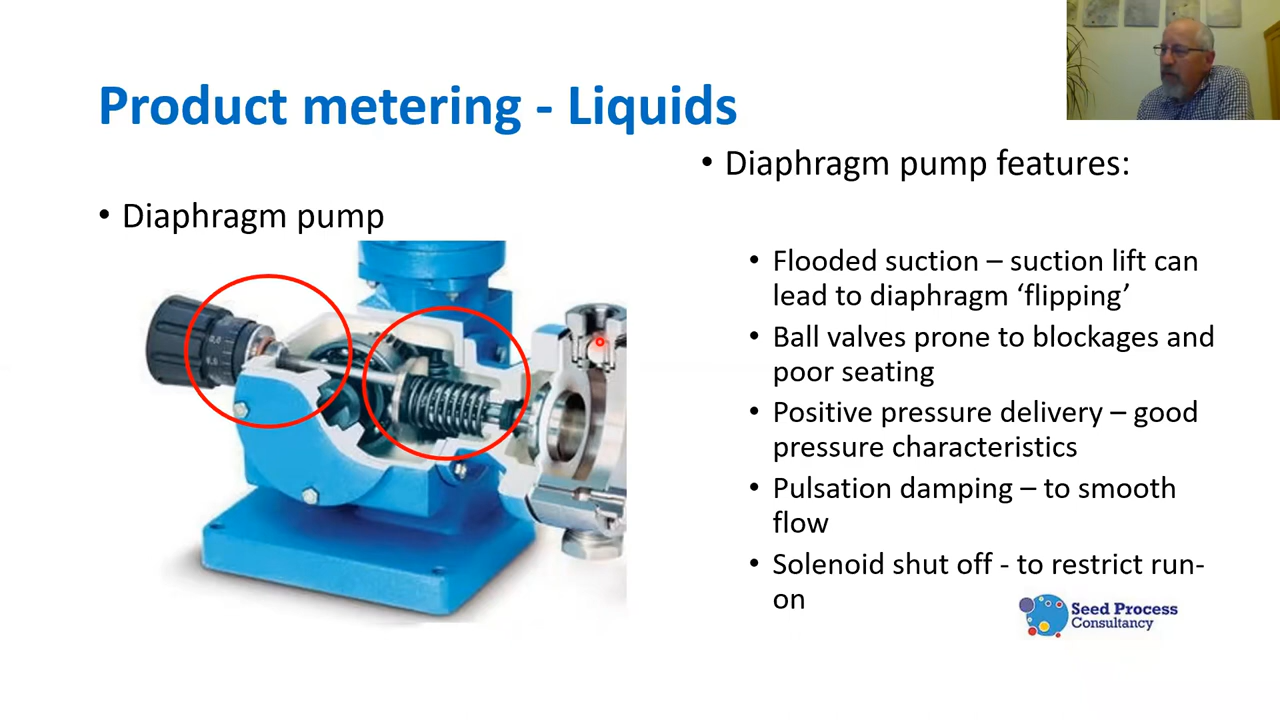 Product metering - Liquids
• Diaphragm pump
• Diaphragm pump features:
• Flooded suction – suction lift can
lead to diaphragm ‘flipping’
• Ball valves prone to blockages and
poor seating
• Positive pressure delivery – good
pressure characteristics
• Pulsation damping – to smooth
flow
• Solenoid shut off - to restrict run-
on
Seed Process
Consultancy